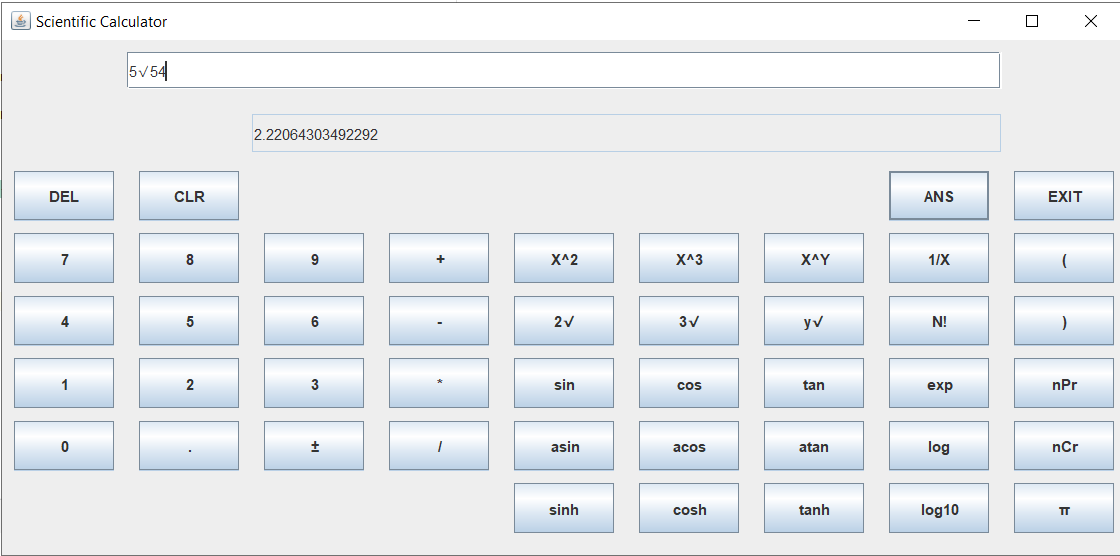 Scientific Calculator
5√54
2.22064303492292
DEL CLR ANS EXIT
7 8 9 + X^2 X^3 X^Y 1/X (
4 5 6 - 2√ 3√ y√ N! )
1 2 3 * sin cos tan exp nPr
0 . ± / asin acos atan log nCr
sinh cosh tanh log10 π